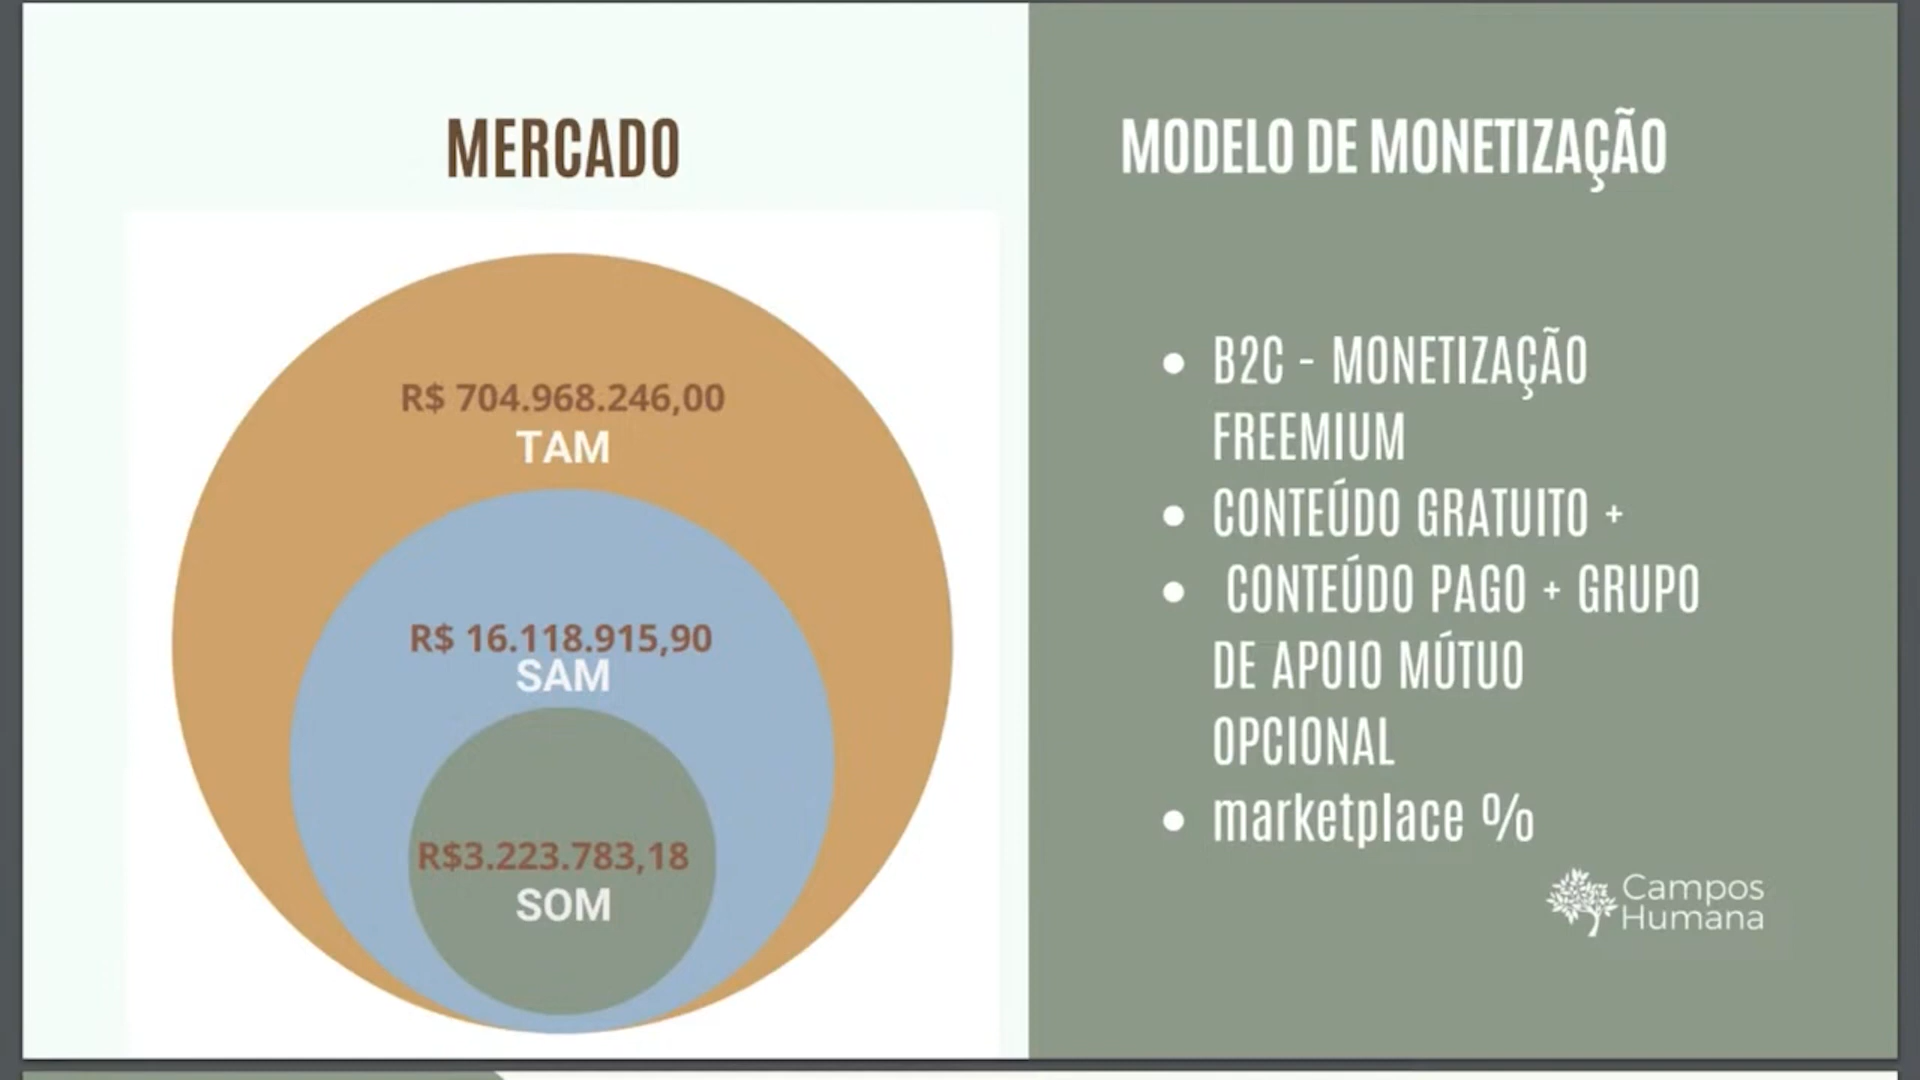 MERCADO
R$ 704.968.246,00
TAM
R$ 16.118.915,90
SAM
R$3.223.783,18
SOM
MODELO DE MONETIZAÇÃO
• B2C - MONETIZAÇÃO
FREEMIUM
• CONTEÚDO GRATUITO +
• CONTEÚDO PAGO + GRUPO
DE APOIO MÚTUO
OPCIONAL
• marketplace %
Campos
Humana